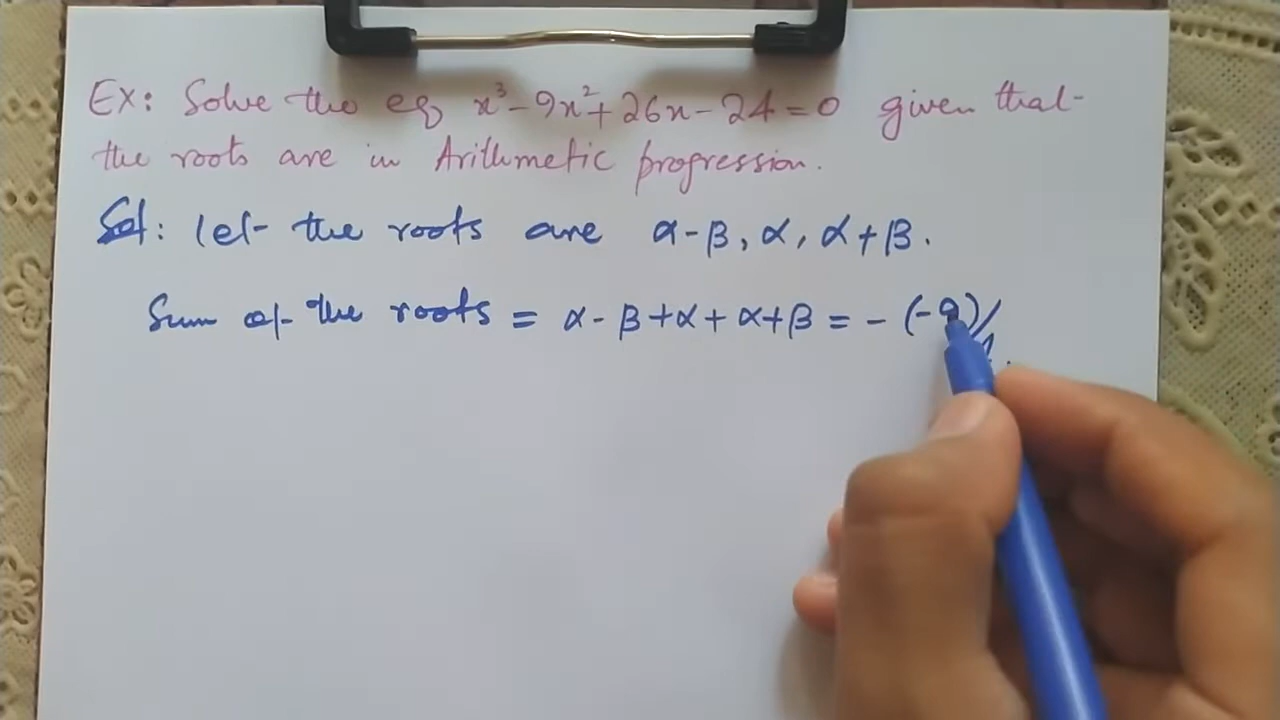 Ex: Solve the eq x³-9x²+26x-24=0 given that
the roots are in Arithmetic progression.
Sol: let the roots are α-β, α, α+β.
Sum of the roots = α-β+α+α+β = -(-9)/1.